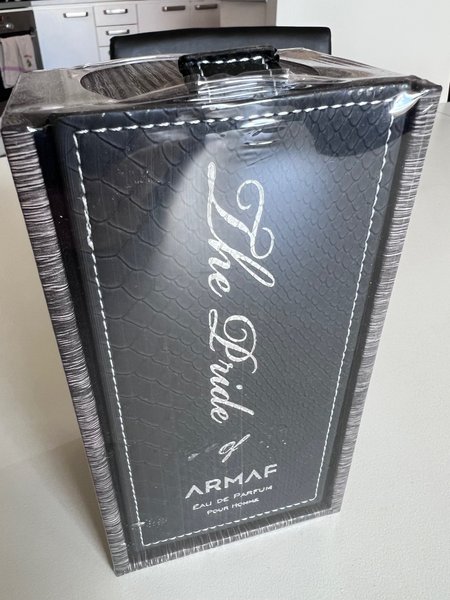 The Pride of
ARMAF
EAU DE PARFUM
POUR HOMME